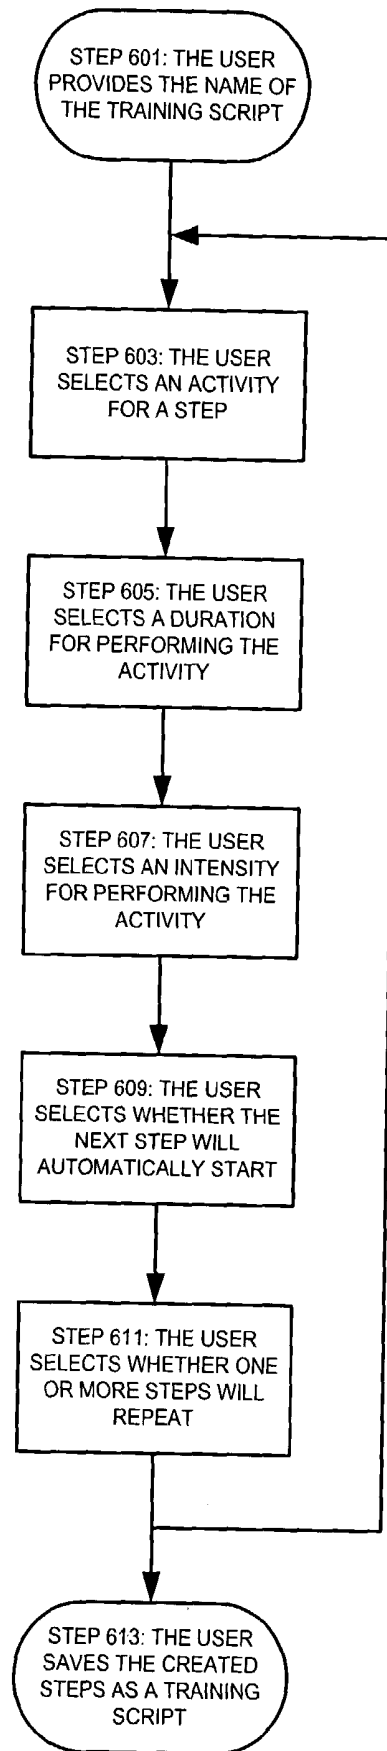 STEP 601: THE USER
PROVIDES THE NAME OF
THE TRAINING SCRIPT
STEP 603: THE USER
SELECTS AN ACTIVITY
FOR A STEP
STEP 605: THE USER
SELECTS A DURATION
FOR PERFORMING THE
ACTIVITY
STEP 607: THE USER
SELECTS AN INTENSITY
FOR PERFORMING THE
ACTIVITY
STEP 609: THE USER
SELECTS WHETHER THE
NEXT STEP WILL
AUTOMATICALLY START
STEP 611: THE USER
SELECTS WHETHER ONE
OR MORE STEPS WILL
REPEAT
STEP 613: THE USER
SAVES THE CREATED
STEPS AS A TRAINING
SCRIPT